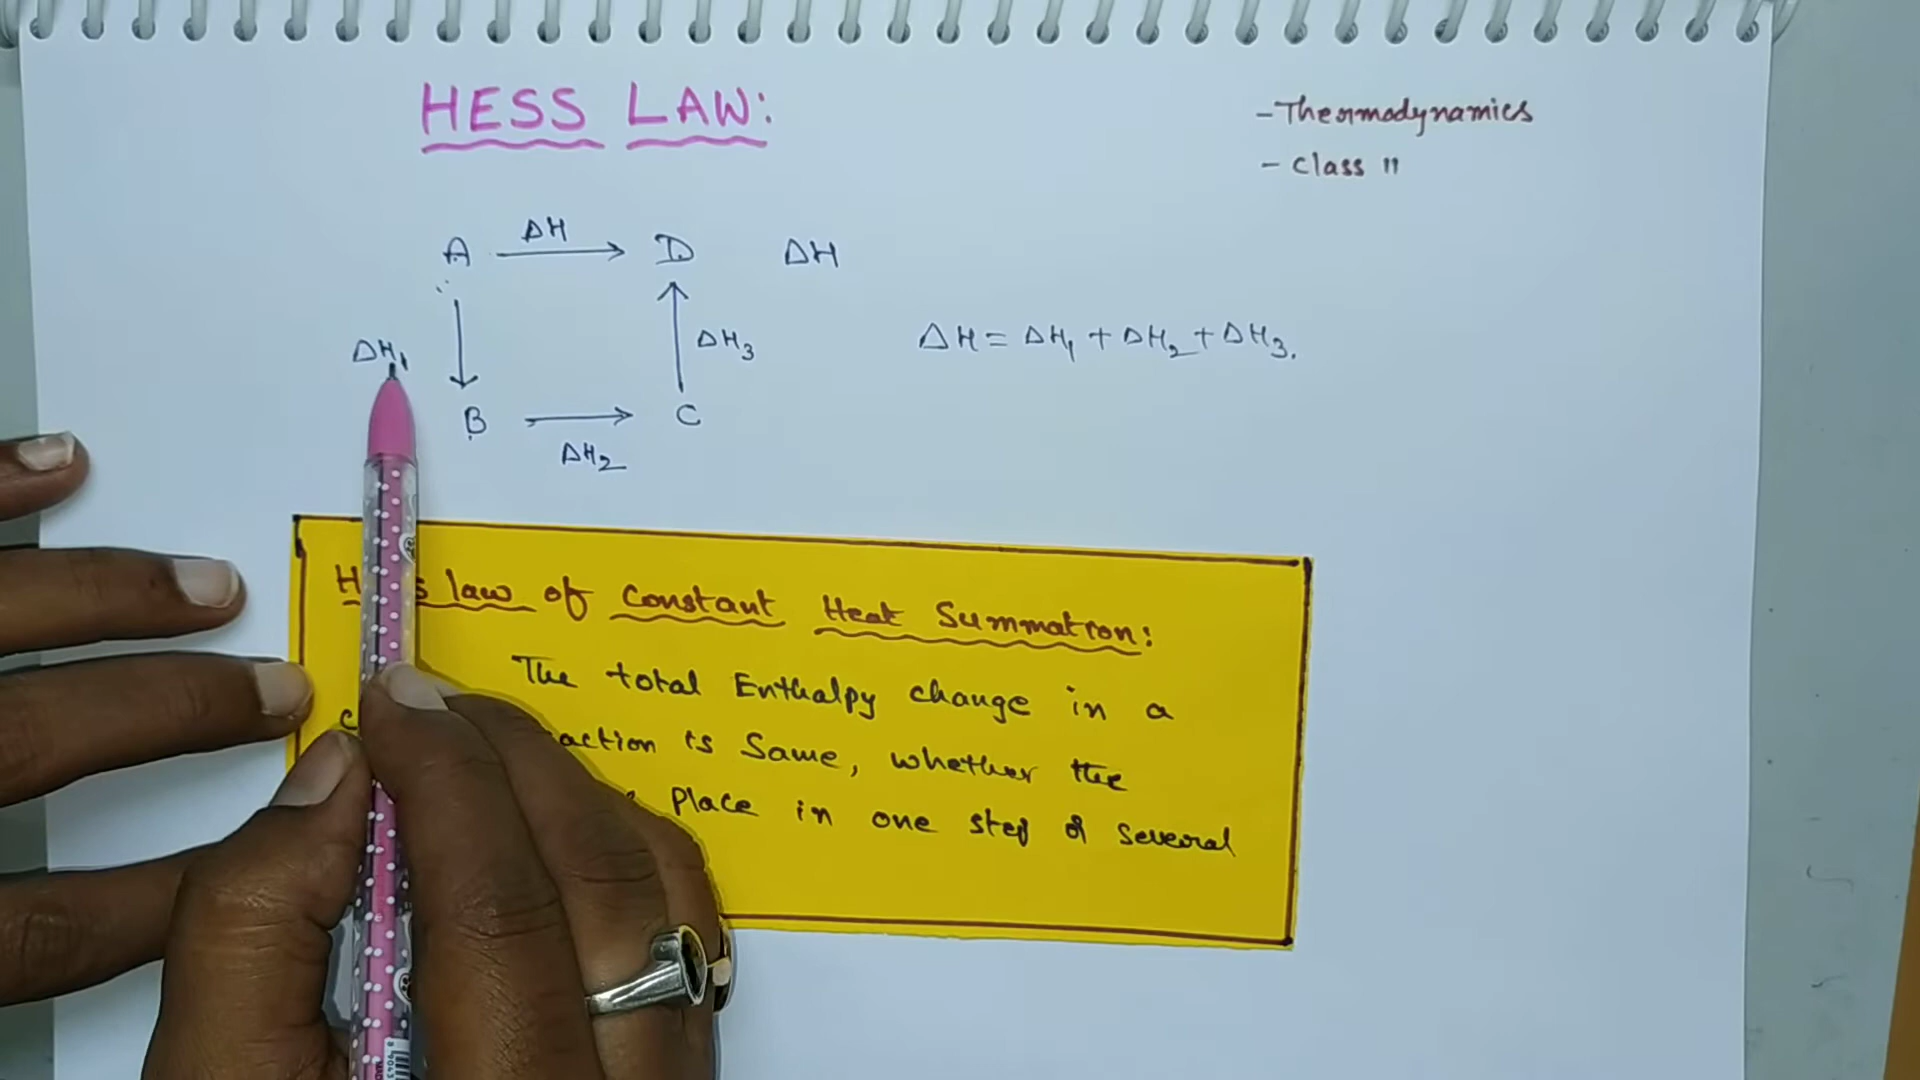 HESS LAW:
- Thermodynamics
- Class 11
A ΔH D ΔH
ΔH₁ ΔH₃ ΔH = ΔH₁ + ΔH₂ + ΔH₃.
B C
ΔH₂
law of Constant Heat Summation:
The total Enthalpy change in a
is Same, whether the
Place in one step or several